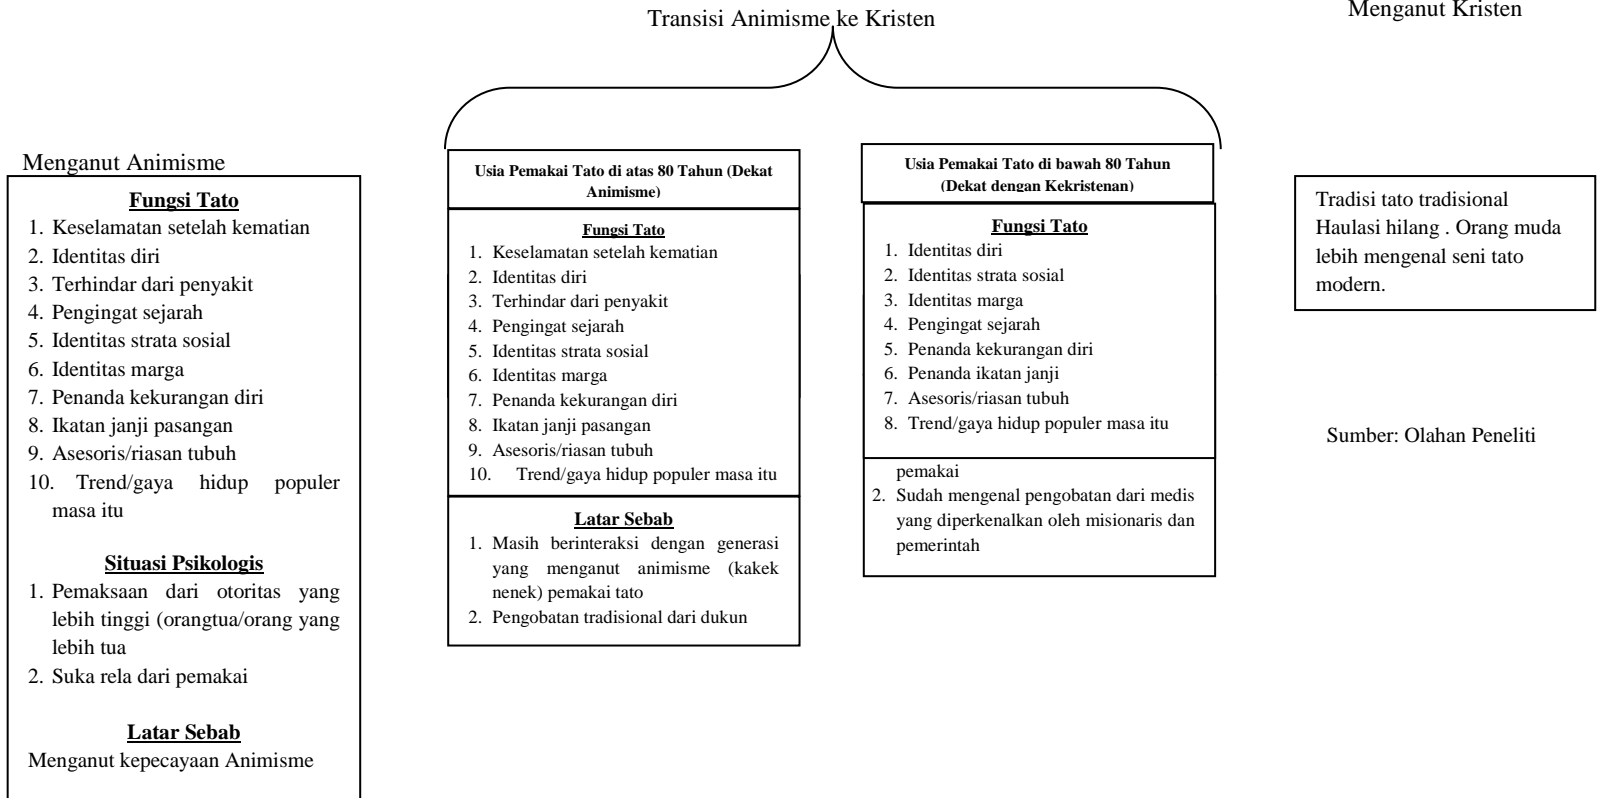 Transisi Animisme ke Kristen
Menganut Kristen
Menganut Animisme
Fungsi Tato
1. Keselamatan setelah kematian
2. Identitas diri
3. Terhindar dari penyakit
4. Pengingat sejarah
5. Identitas strata sosial
6. Identitas marga
7. Penanda kekurangan diri
8. Ikatan janji pasangan
9. Asesoris/riasan tubuh
10. Trend/gaya hidup populer
masa itu
Situasi Psikologis
1. Pemaksaan dari otoritas yang
lebih tinggi (orangtua/orang yang
lebih tua
2. Suka rela dari pemakai
Latar Sebab
Menganut kepecayaan Animisme
Usia Pemakai Tato di atas 80 Tahun (Dekat
Animisme)
Fungsi Tato
1. Keselamatan setelah kematian
2. Identitas diri
3. Terhindar dari penyakit
4. Pengingat sejarah
5. Identitas strata sosial
6. Identitas marga
7. Penanda kekurangan diri
8. Ikatan janji pasangan
9. Asesoris/riasan tubuh
10. Trend/gaya hidup populer masa itu
Latar Sebab
1. Masih berinteraksi dengan generasi
yang menganut animisme (kakek
nenek) pemakai tato
2. Pengobatan tradisional dari dukun
Usia Pemakai Tato di bawah 80 Tahun
(Dekat dengan Kekristenan)
Fungsi Tato
1. Identitas diri
2. Identitas strata sosial
3. Identitas marga
4. Pengingat sejarah
5. Penanda kekurangan diri
6. Penanda ikatan janji
7. Asesoris/riasan tubuh
8. Trend/gaya hidup populer masa itu
pemakai
2. Sudah mengenal pengobatan dari medis
yang diperkenalkan oleh misionaris dan
pemerintah
Tradisi tato tradisional
Haulasi hilang . Orang muda
lebih mengenal seni tato
modern.
Sumber: Olahan Peneliti